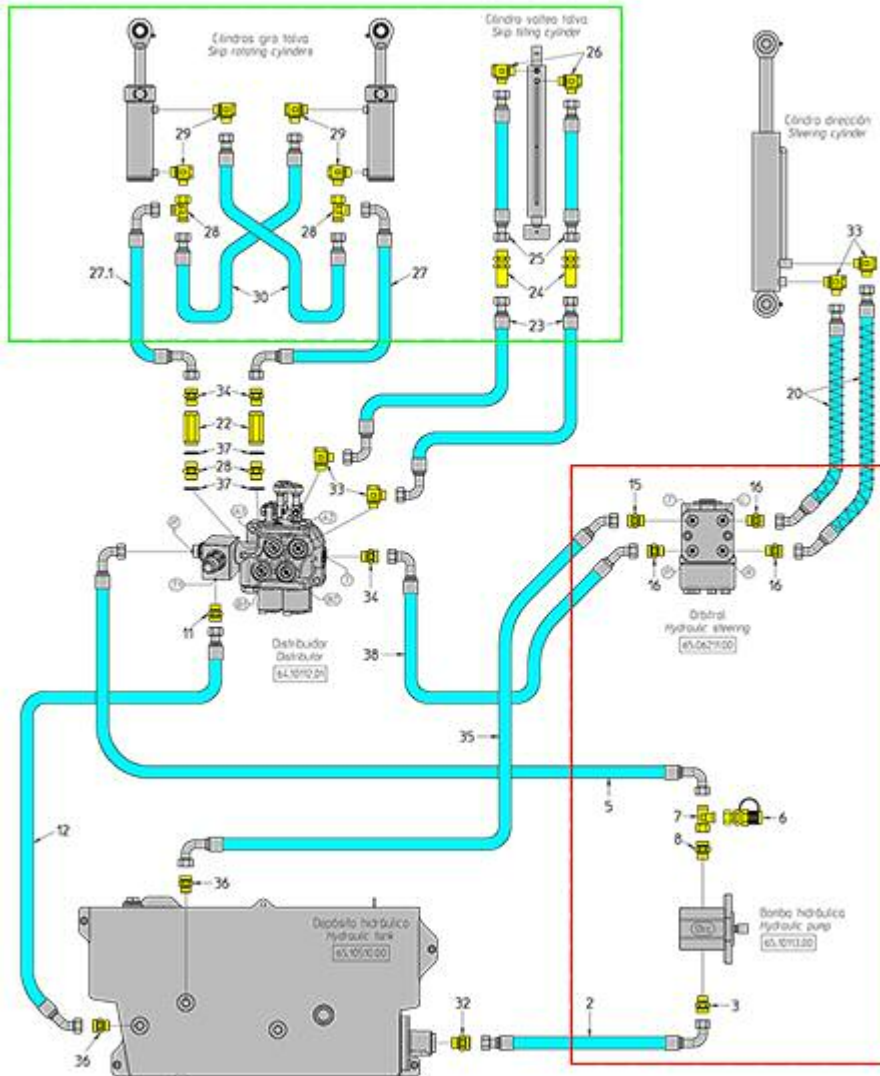 Cilindros giro tolva
Skip rotating cylinders
Cilindro volteo tolva
Skip tilting cylinder
26
Cilindro dirección
Steering cylinder
29
29
28
28
33
27.1
30
27
25
24
23
20
34
22
37
28
37
33
15
16
16
16
34
11
Distribuidor
Distributor
64.10112.01
38
Orbitrol
Hydraulic steering
65.06211.00
35
5
7
6
8
12
36
Depósito hidráulico
Hydraulic tank
65.10510.00
Bomba hidráulica
Hydraulic pump
65.10113.00
3
32
2
36